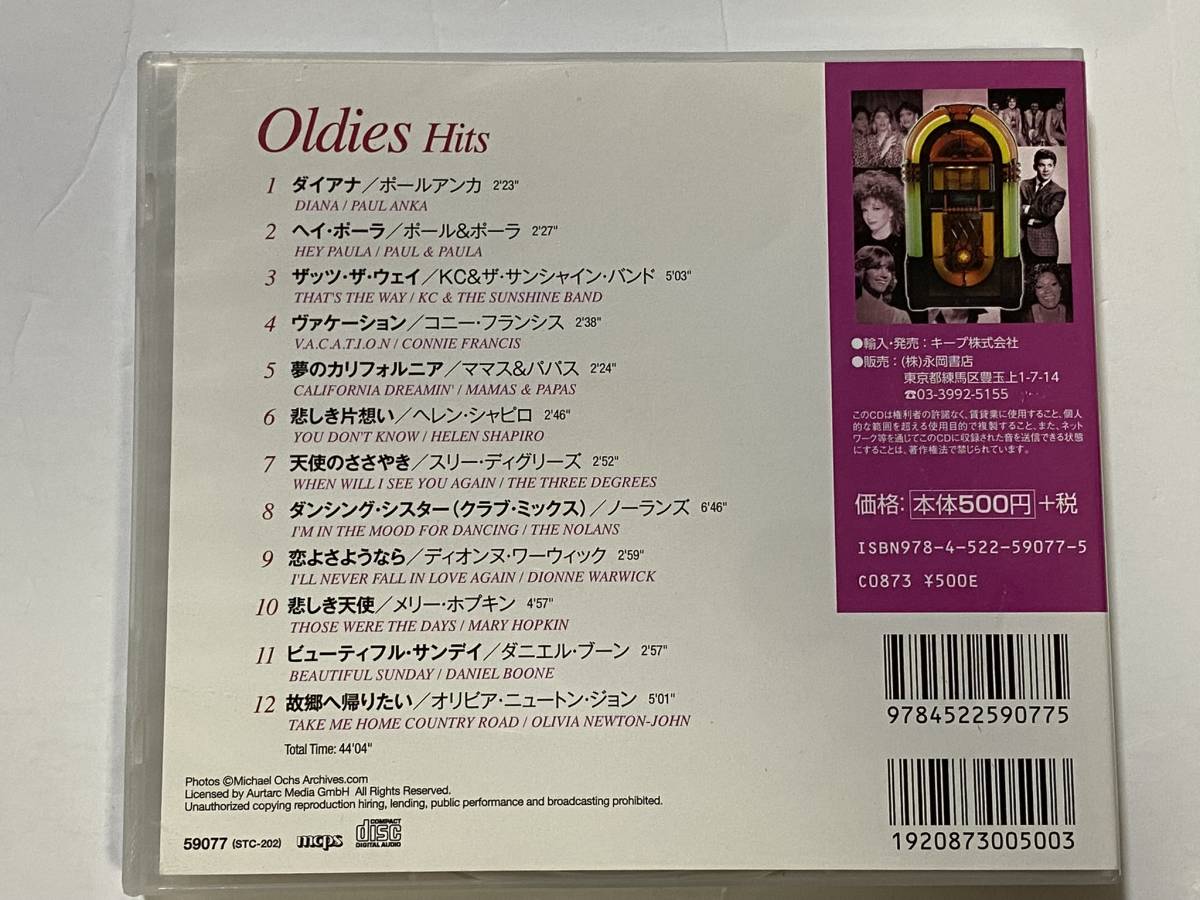 Oldies Hits
1 ダイアナ／ポールアンカ 2'23"
DIANA / PAUL ANKA
2 ヘイ・ポーラ／ポール&ポーラ 2'27"
HEY PAULA / PAUL & PAULA
3 ザッツ・ザ・ウェイ／KC&ザ・サンシャイン・バンド 5'03"
THAT'S THE WAY / KC & THE SUNSHINE BAND
4 ヴァケーション／コニー・フランシス 2'38"
V.A.C.A.T.I.O.N / CONNIE FRANCIS
5 夢のカリフォルニア／ママス&パパス 2'24"
CALIFORNIA DREAMIN' / MAMAS & PAPAS
6 悲しき片想い／ヘレン・シャピロ 2'46"
YOU DON'T KNOW / HELEN SHAPIRO
7 天使のささやき／スリー・ディグリーズ 2'52"
WHEN WILL I SEE YOU AGAIN / THE THREE DEGREES
8 ダンシング・シスター（クラブ・ミックス）／ノーランズ 6'46"
I'M IN THE MOOD FOR DANCING / THE NOLANS
9 恋よさようなら／ディオンヌ・ワーウィック 2'59"
I'LL NEVER FALL IN LOVE AGAIN / DIONNE WARWICK
10 悲しき天使／メリー・ホプキン 4'57"
THOSE WERE THE DAYS / MARY HOPKIN
11 ビューティフル・サンデイ／ダニエル・ブーン 2'57"
BEAUTIFUL SUNDAY / DANIEL BOONE
12 故郷へ帰りたい／オリビア・ニュートン・ジョン 5'01"
TAKE ME HOME COUNTRY ROAD / OLIVIA NEWTON-JOHN
Total Time: 44'04"
Photos ©Michael Ochs Archives.com
Licensed by Aurtarc Media GmbH All Rights Reserved.
Unauthorized copying reproduction hiring, lending, public performance and broadcasting prohibited.
59077 (STC-202) mcps COMPACT disc DIGITAL AUDIO
●輸入・発売：キープ株式会社
●販売：(株)永岡書店
東京都練馬区豊玉上1-7-14
☎03-3992-5155
このCDは権利者の許諾なく、賃貸業に使用すること、個人
的な範囲を超える使用目的で複製すること、また、ネット
ワーク等を通じてこのCDに収録された音を送信できる状態
にすることは、著作権法で禁じられています。
価格：本体500円+税
ISBN978-4-522-59077-5
C0873 ¥500E
9784522590775
1920873005003